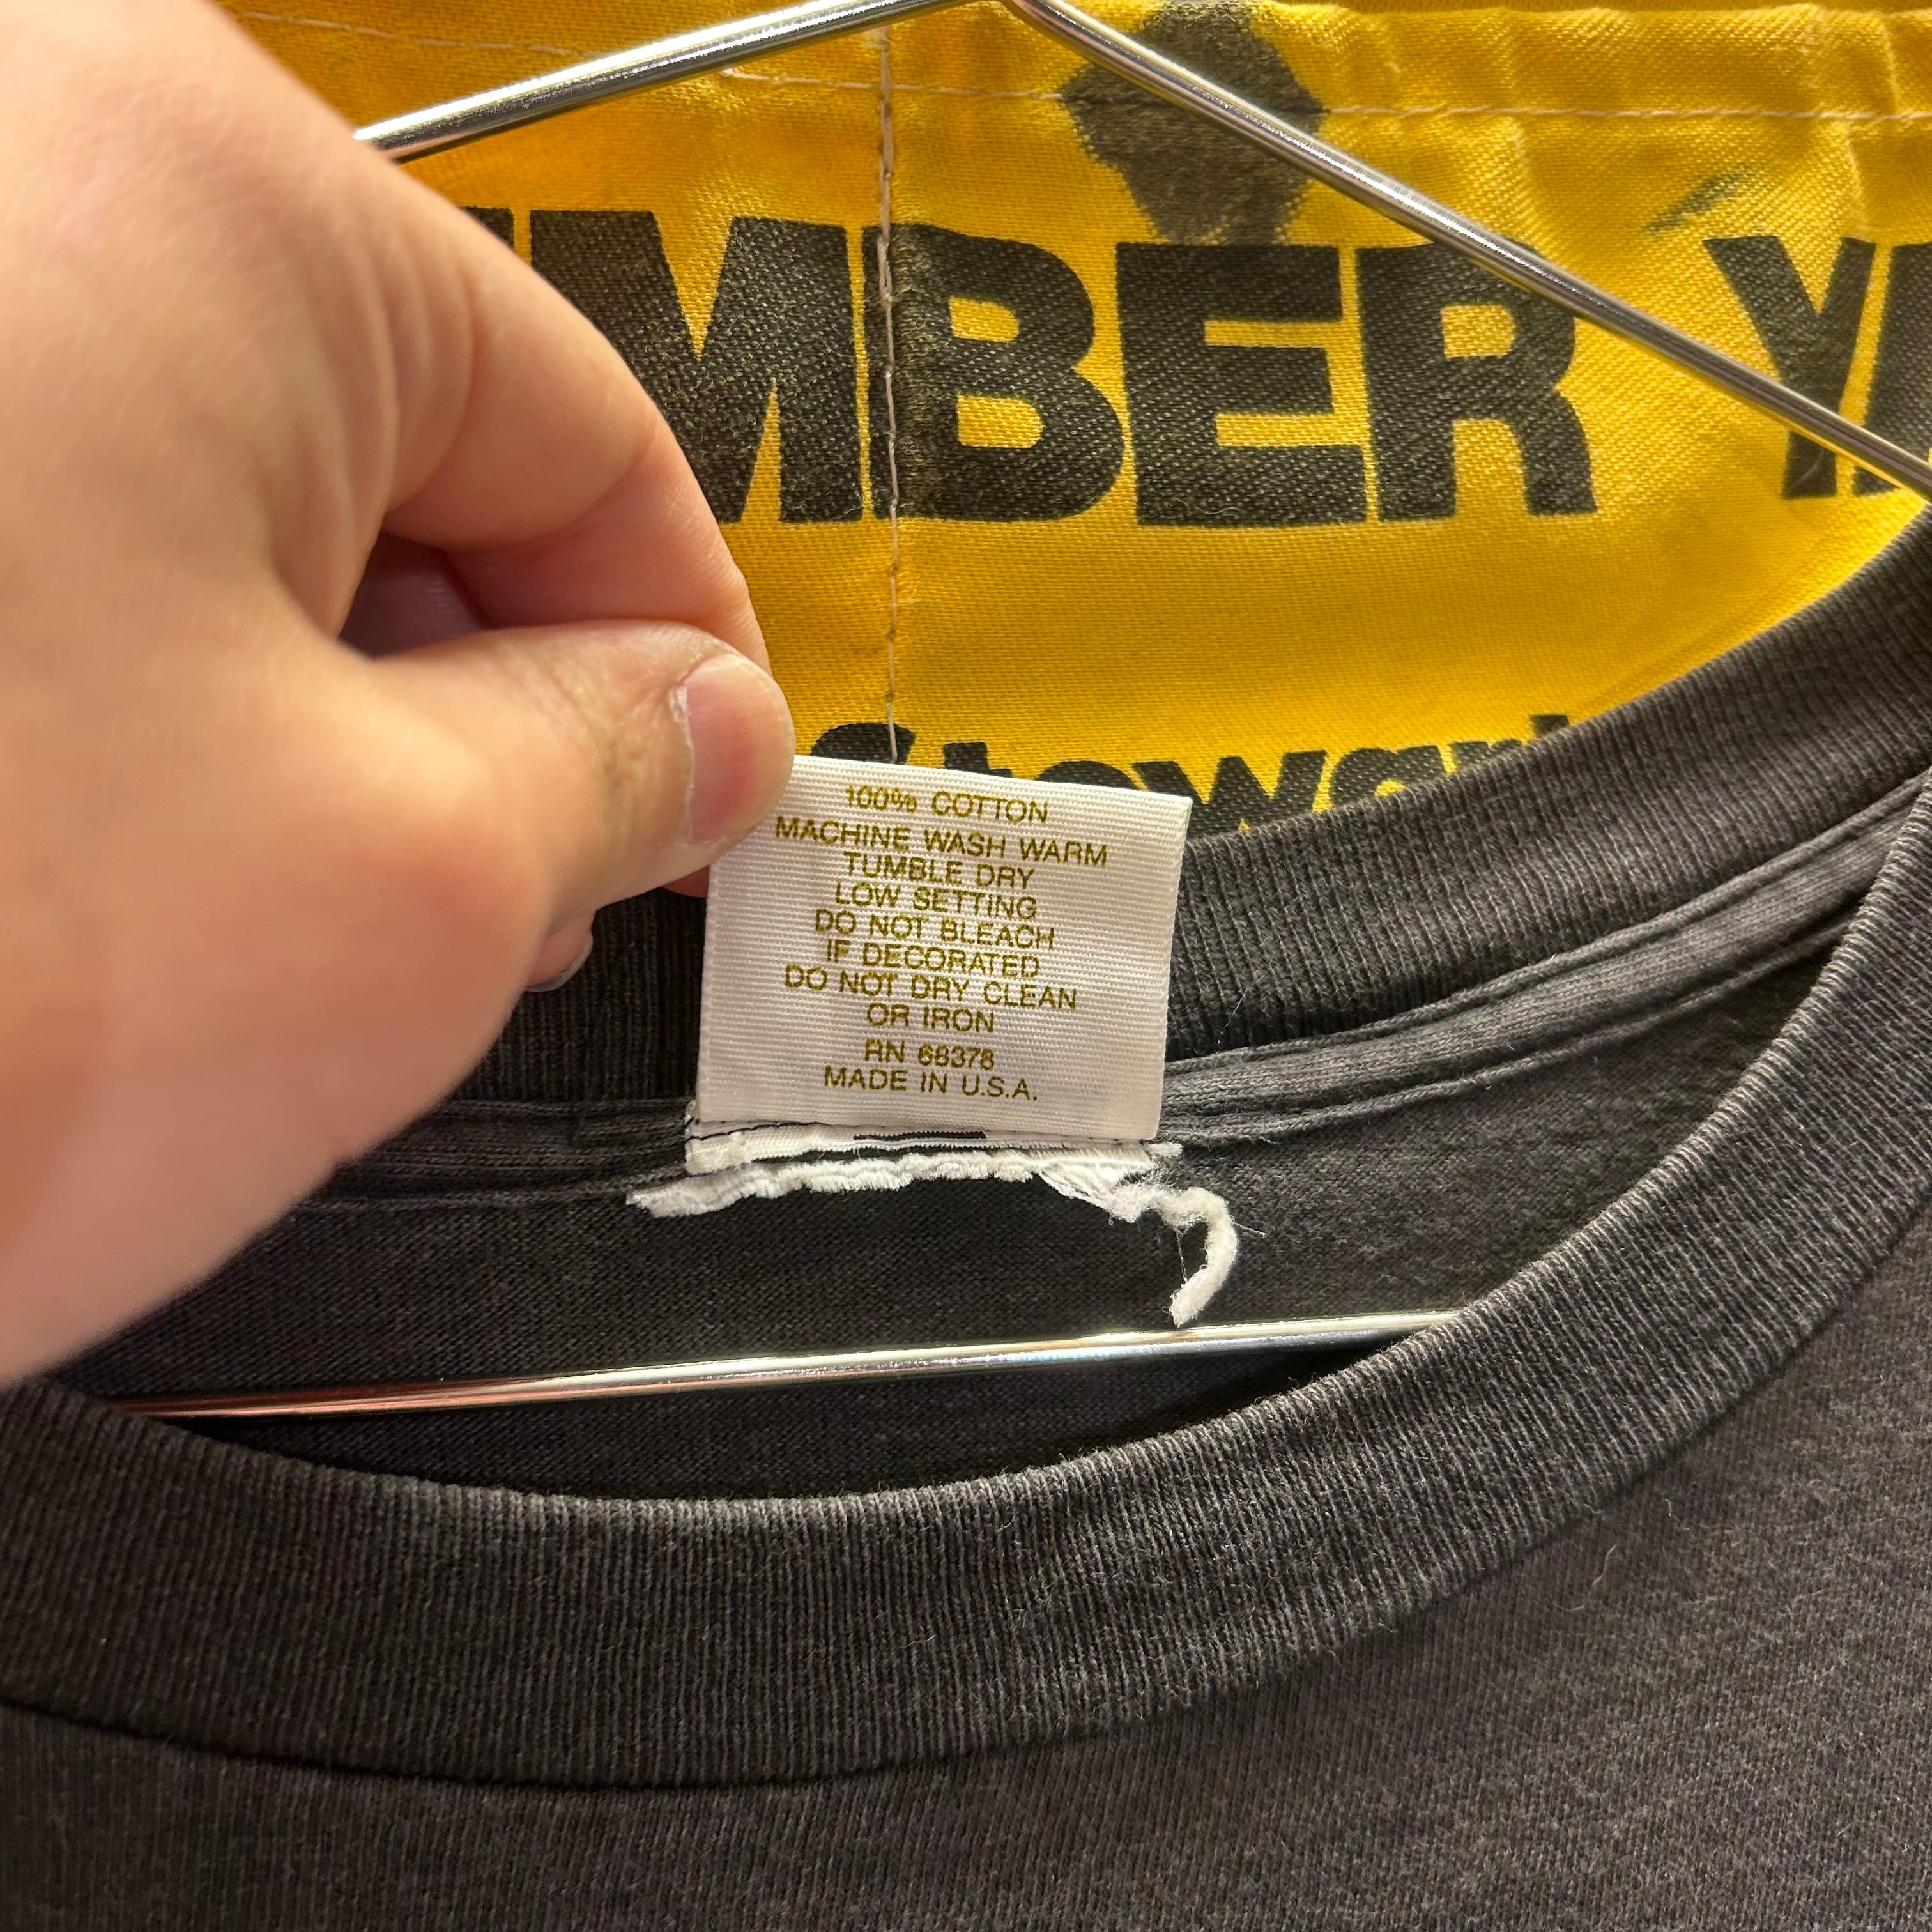 MBER
Stewart
100% COTTON
MACHINE WASH WARM
TUMBLE DRY
LOW SETTING
DO NOT BLEACH
IF DECORATED
DO NOT DRY CLEAN
OR IRON
RN 68378
MADE IN U.S.A.